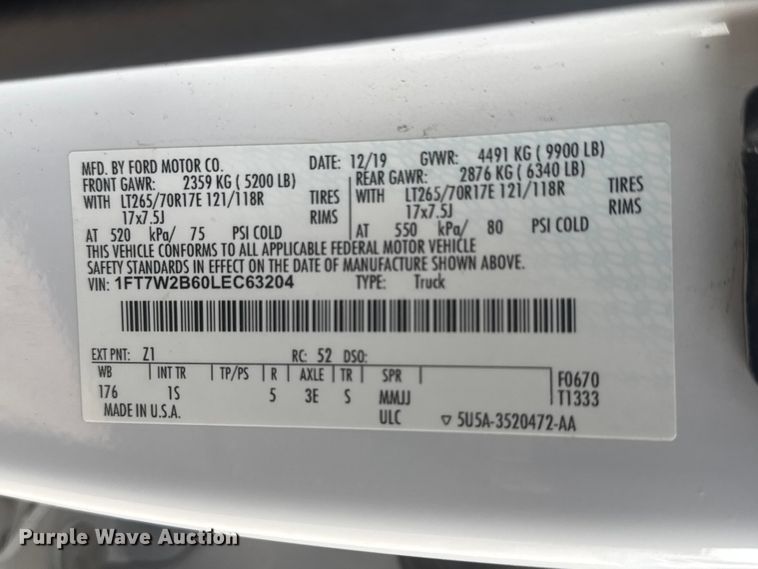 MFD. BY FORD MOTOR CO. DATE: 12/19 GVWR: 4491 KG ( 9900 LB)
FRONT GAWR: 2359 KG ( 5200 LB) REAR GAWR: 2876 KG ( 6340 LB)
WITH LT265/70R17E 121/118R TIRES WITH LT265/70R17E 121/118R TIRES
17x7.5J RIMS 17x7.5J RIMS
AT 520 kPa/ 75 PSI COLD AT 550 kPa/ 80 PSI COLD
THIS VEHICLE CONFORMS TO ALL APPLICABLE FEDERAL MOTOR VEHICLE
SAFETY STANDARDS IN EFFECT ON THE DATE OF MANUFACTURE SHOWN ABOVE.
VIN: 1FT7W2B60LEC63204 TYPE: Truck
EXT PNT: Z1 RC: 52 DSO:
WB INT TR TP/PS R AXLE TR SPR F0670
176 1S 5 3E S MMJJ T1333
MADE IN U.S.A. ULC ▽ 5U5A-3520472-AA
Purple Wave Auction